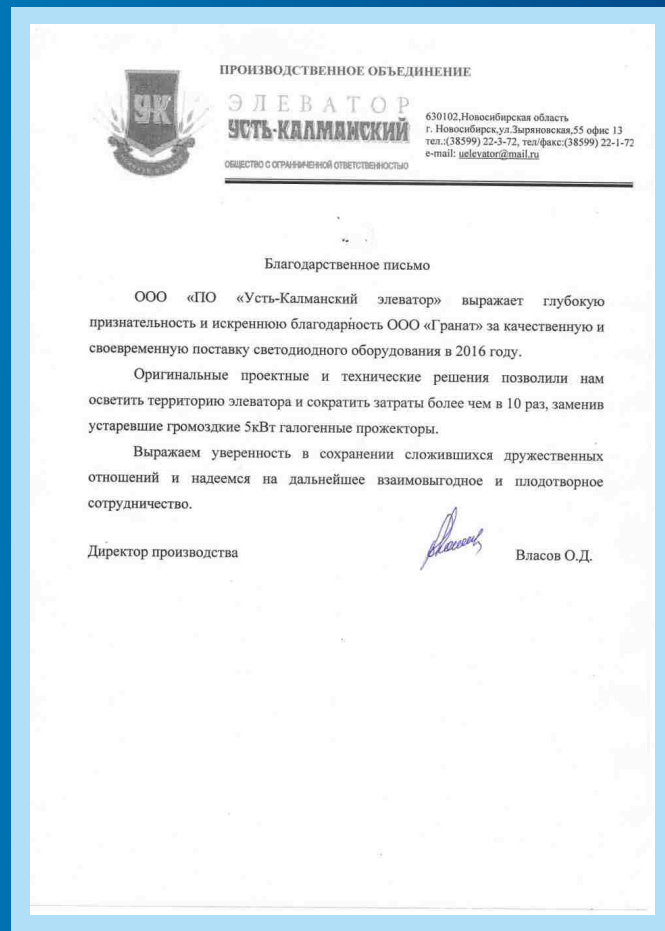 ПРОИЗВОДСТВЕННОЕ ОБЪЕДИНЕНИЕ
УК
ЭЛЕВАТОР
УСТЬ-КАЛМАНСКИЙ
ОБЩЕСТВО С ОГРАНИЧЕННОЙ ОТВЕТСТВЕННОСТЬЮ
630102,Новосибирская область
г. Новосибирск,ул.Зыряновская,55 офис 13
тел.:(38599) 22-3-72, тел/факс:(38599) 22-1-72
e-mail: uelevator@mail.ru
Благодарственное письмо
ООО «ПО «Усть-Калманский элеватор» выражает глубокую
признательность и искреннюю благодарность ООО «Гранат» за качественную и
своевременную поставку светодиодного оборудования в 2016 году.
Оригинальные проектные и технические решения позволили нам
осветить территорию элеватора и сократить затраты более чем в 10 раз, заменив
устаревшие громоздкие 5кВт галогенные прожекторы.
Выражаем уверенность в сохранении сложившихся дружественных
отношений и надеемся на дальнейшее взаимовыгодное и плодотворное
сотрудничество.
Директор производства
Власов О.Д.